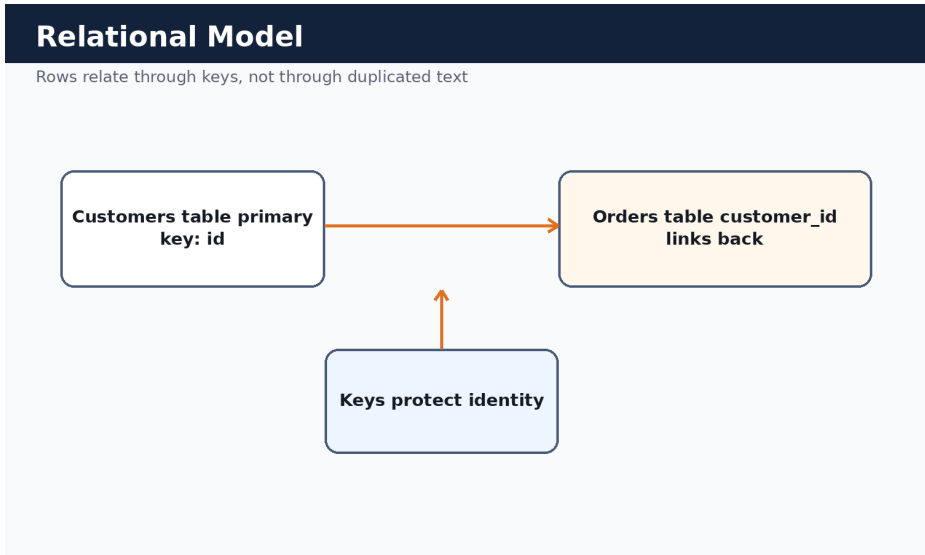 Relational Model
Rows relate through keys, not through duplicated text
Customers table primary
key: id
Orders table customer_id
links back
Keys protect identity